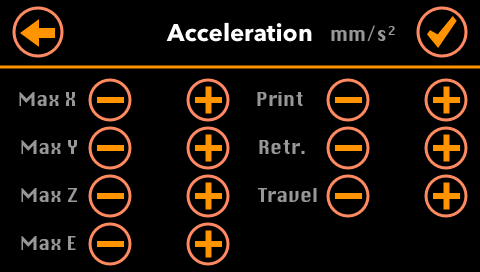 Acceleration mm/s²
Max X Print
Max Y Retr.
Max Z Travel
Max E